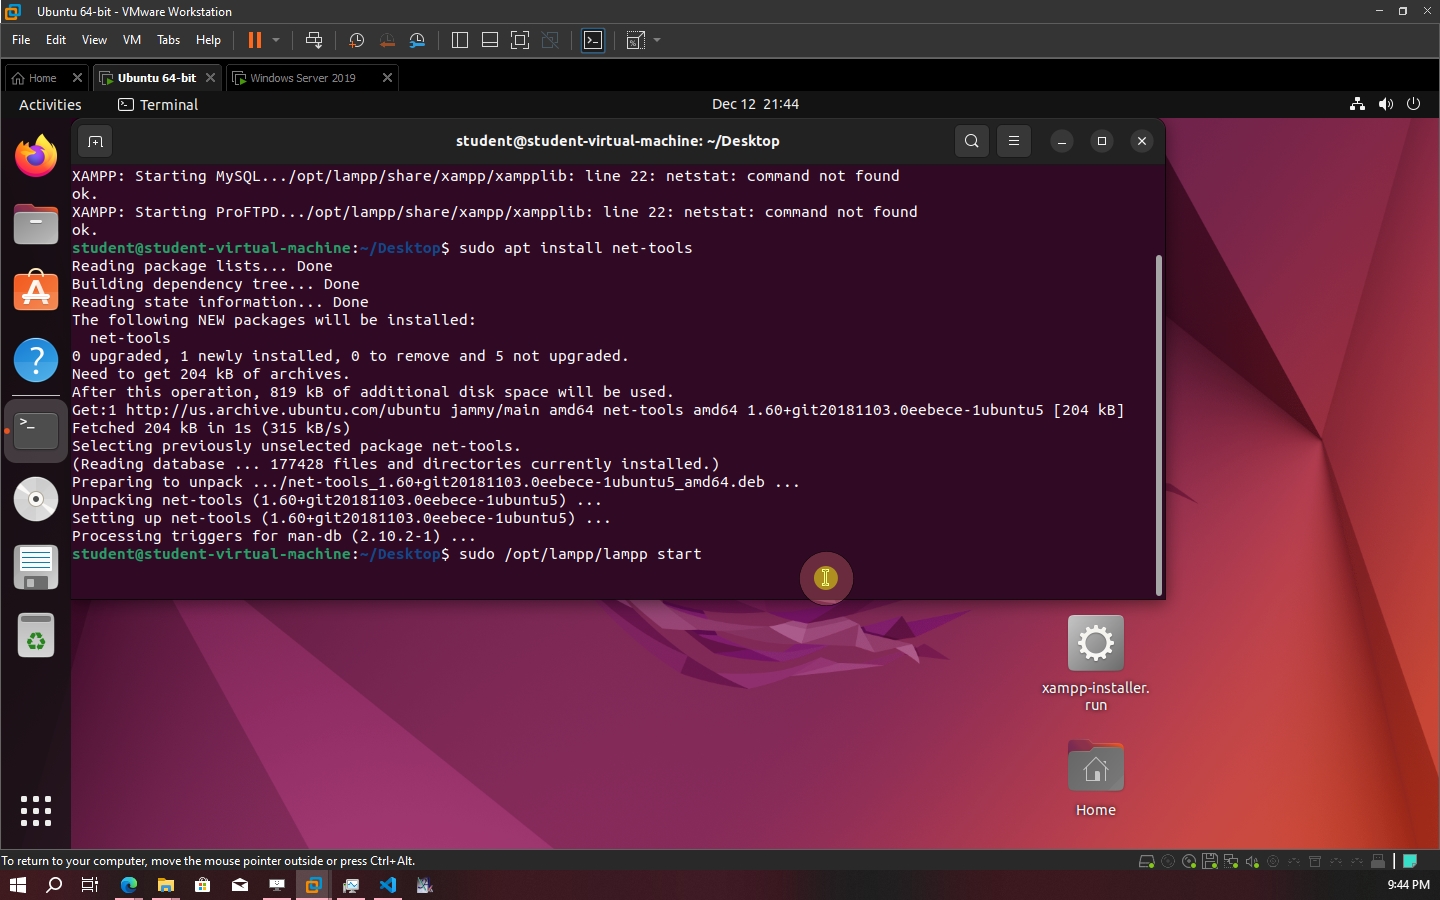 Ubuntu 64-bit - VMware Workstation
File Edit View VM Tabs Help
Home Ubuntu 64-bit Windows Server 2019
Activities Terminal Dec 12 21:44
student@student-virtual-machine: ~/Desktop
XAMPP: Starting MySQL.../opt/lampp/share/xampp/xampplib: line 22: netstat: command not found
ok.
XAMPP: Starting ProFTPD.../opt/lampp/share/xampp/xampplib: line 22: netstat: command not found
ok.
student@student-virtual-machine:~/Desktop$ sudo apt install net-tools
Reading package lists... Done
Building dependency tree... Done
Reading state information... Done
The following NEW packages will be installed:
  net-tools
0 upgraded, 1 newly installed, 0 to remove and 5 not upgraded.
Need to get 204 kB of archives.
After this operation, 819 kB of additional disk space will be used.
Get:1 http://us.archive.ubuntu.com/ubuntu jammy/main amd64 net-tools amd64 1.60+git20181103.0eebece-1ubuntu5 [204 kB]
Fetched 204 kB in 1s (315 kB/s)
Selecting previously unselected package net-tools.
(Reading database ... 177428 files and directories currently installed.)
Preparing to unpack .../net-tools_1.60+git20181103.0eebece-1ubuntu5_amd64.deb ...
Unpacking net-tools (1.60+git20181103.0eebece-1ubuntu5) ...
Setting up net-tools (1.60+git20181103.0eebece-1ubuntu5) ...
Processing triggers for man-db (2.10.2-1) ...
student@student-virtual-machine:~/Desktop$ sudo /opt/lampp/lampp start
xampp-installer.
run
Home
To return to your computer, move the mouse pointer outside or press Ctrl+Alt.
9:44 PM